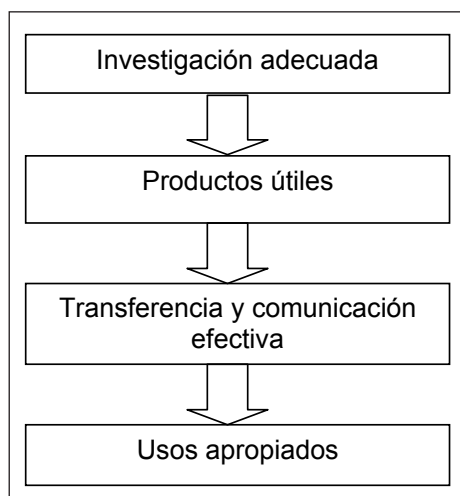 Investigación adecuada
Productos útiles
Transferencia y comunicación
efectiva
Usos apropiados